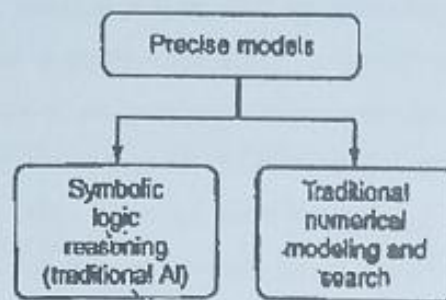 Precise models
Symbolic
logic
reasoning
(traditional AI)
Traditional
numerical
modeling and
search